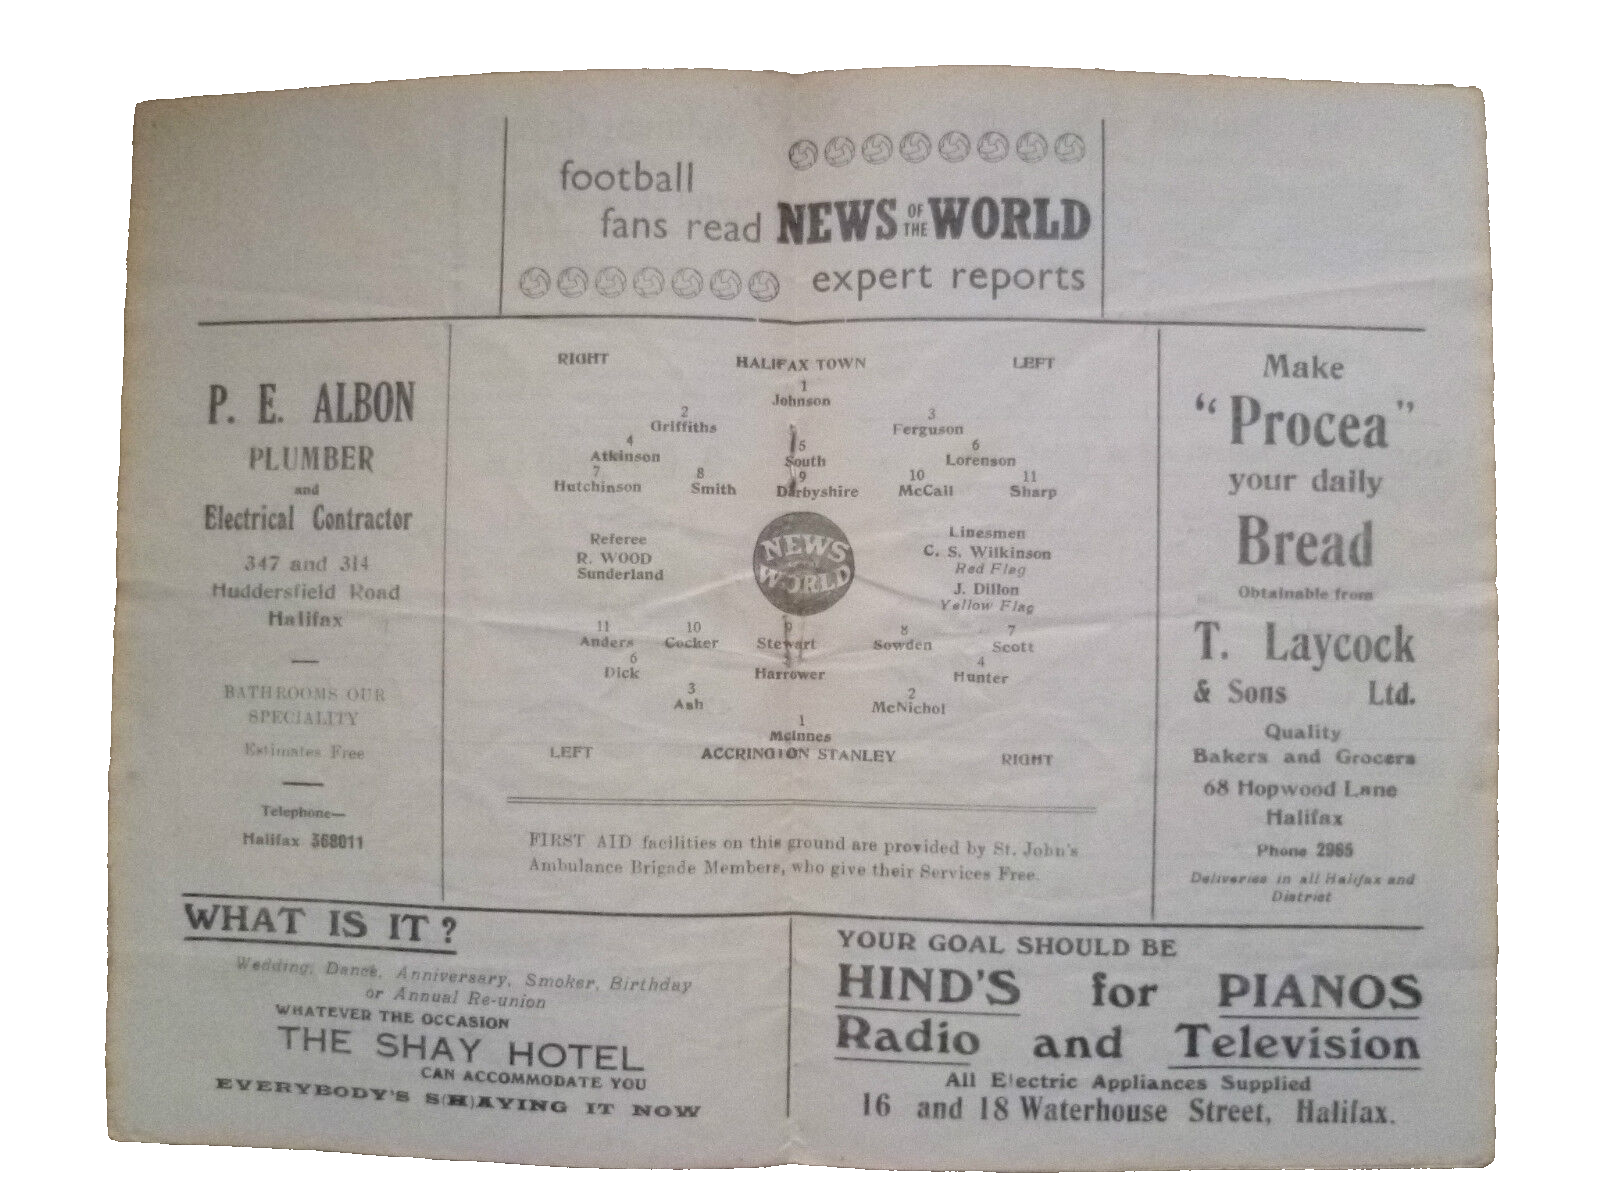 football
fans read NEWS OF THE WORLD
expert reports
P. E. ALBON
PLUMBER
and
Electrical Contractor
347 and 314
Huddersfield Road
Halifax
BATHROOMS OUR
SPECIALITY
Estimates Free
Telephone—
Halifax 368011
RIGHT HALIFAX TOWN LEFT
1
Johnson
2 3
Griffiths Ferguson
4 5 6
Atkinson South Lorenson
7 8 9 10 11
Hutchinson Smith Darbyshire McCall Sharp
Referee
R. WOOD
Sunderland
NEWS
WORLD
Linesmen
C. S. Wilkinson
Red Flag
J. Dillon
Yellow Flag
11 10 9 8 7
Anders Cocker Stewart Sowden Scott
6 4
Dick Harrower Hunter
3 2
Ash McNichol
1
McInnes
LEFT ACCRINGTON STANLEY RIGHT
FIRST AID facilities on this ground are provided by St. John's
Ambulance Brigade Members, who give their Services Free.
Make
"Procea"
your daily
Bread
Obtainable from
T. Laycock
& Sons Ltd.
Quality
Bakers and Grocers
68 Hopwood Lane
Halifax
Phone 2965
Deliveries in all Halifax and
District
WHAT IS IT?
Wedding, Dance, Anniversary, Smoker, Birthday
or Annual Re-union
WHATEVER THE OCCASION
THE SHAY HOTEL
CAN ACCOMMODATE YOU
EVERYBODY'S S(H)AYING IT NOW
YOUR GOAL SHOULD BE
HIND'S for PIANOS
Radio and Television
All Electric Appliances Supplied
16 and 18 Waterhouse Street, Halifax.